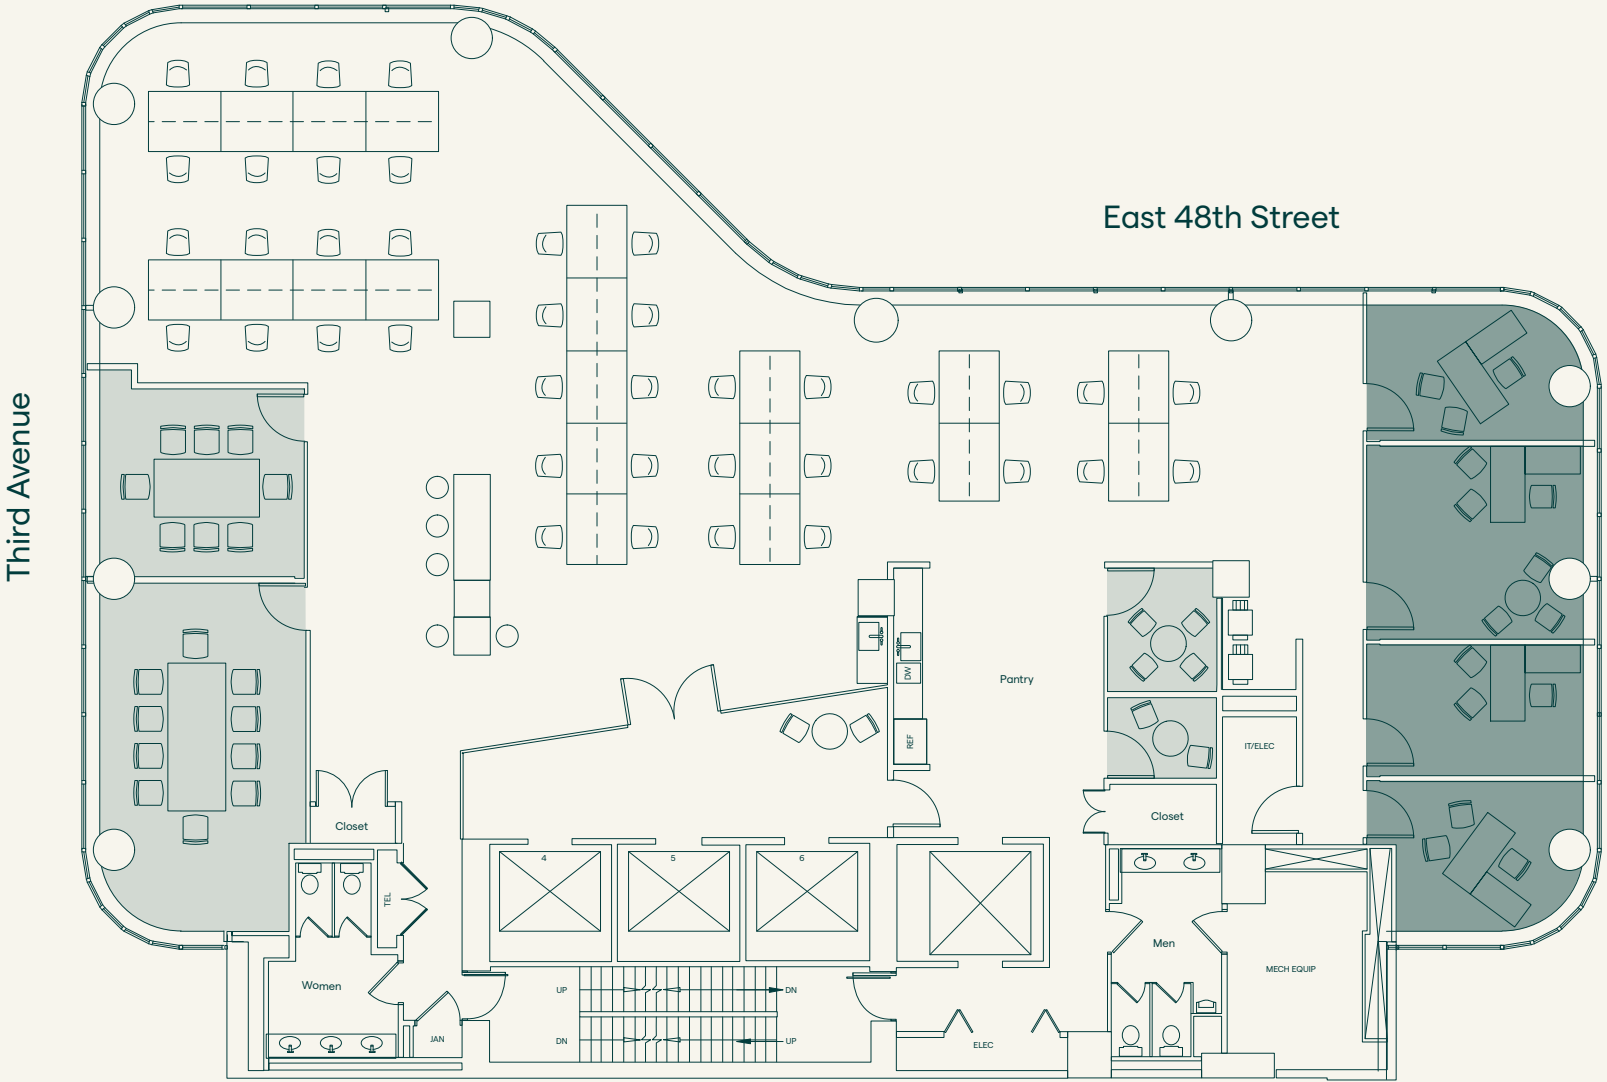 East 48th Street
Third Avenue
DW
Pantry
REF
IT/ELEC
Closet
Closet
4
5
6
TEL
Men
MECH EQUIP
Women
UP
DN
JAN
DN
UP
ELEC